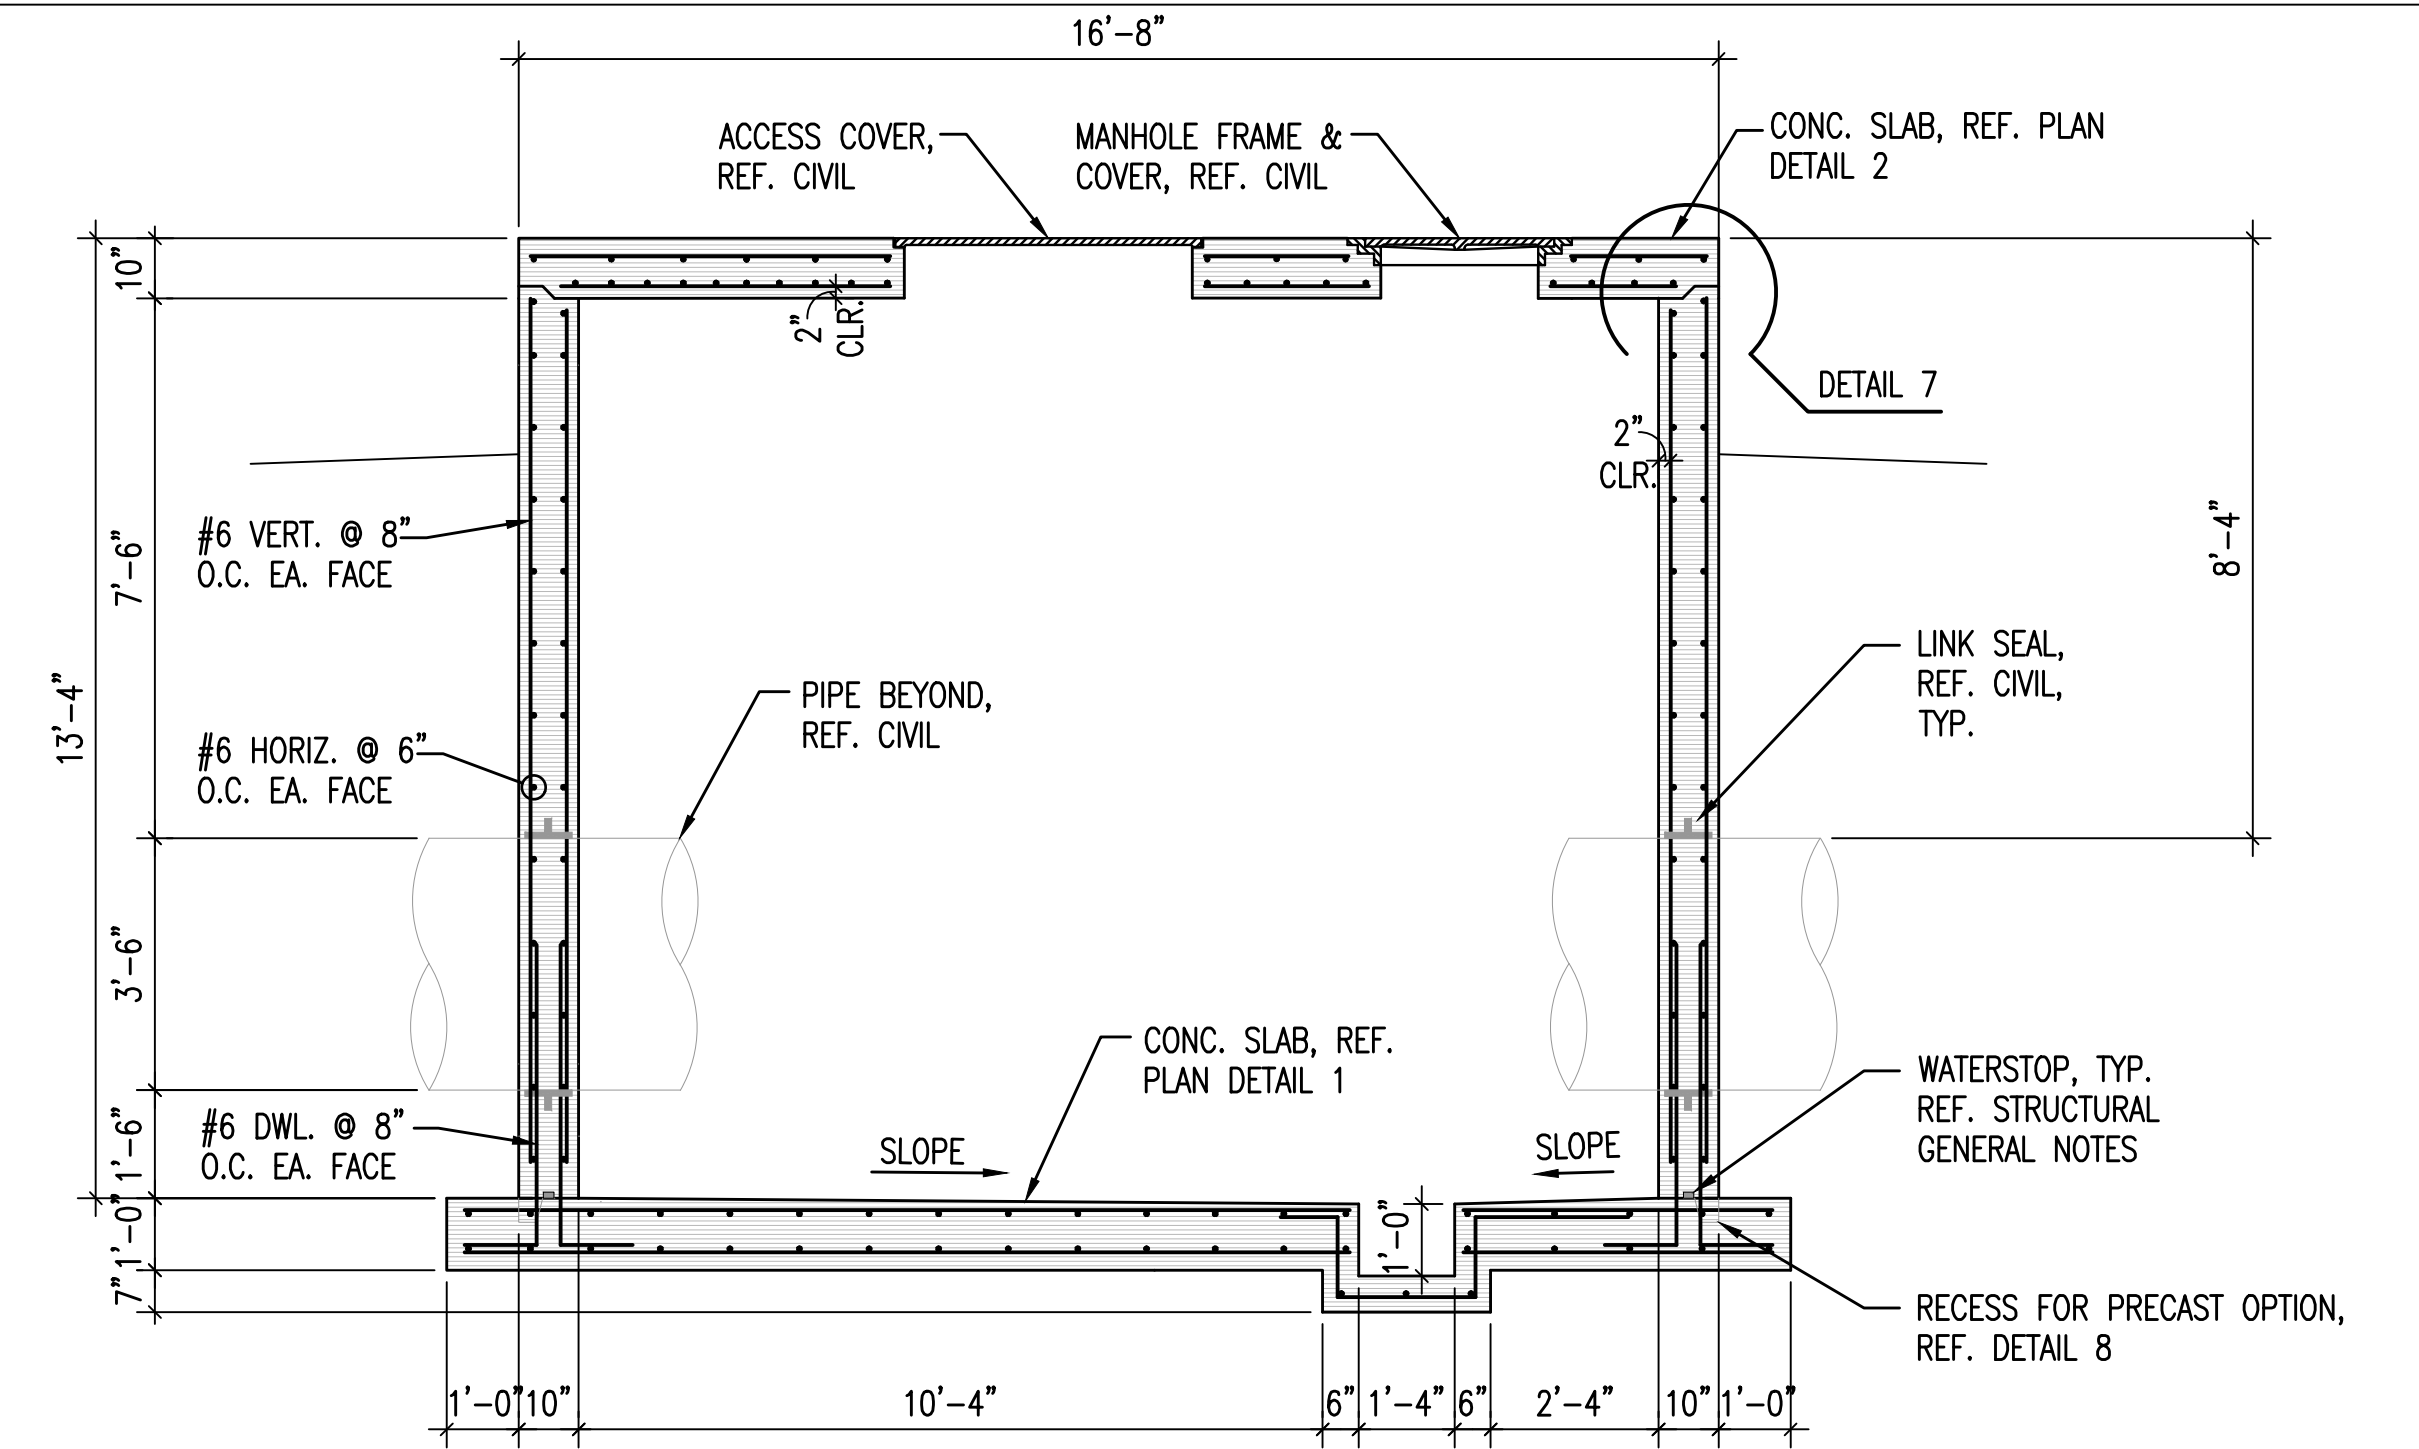 16'-8"
ACCESS COVER,
REF. CIVIL
MANHOLE FRAME &
COVER, REF. CIVIL
CONC. SLAB, REF. PLAN
DETAIL 2
10"
2"
CLR.
DETAIL 7
2"
CLR.
#6 VERT. @ 8"
O.C. EA. FACE
7'-6"
8'-4"
13'-4"
LINK SEAL,
REF. CIVIL,
TYP.
PIPE BEYOND,
REF. CIVIL
#6 HORIZ. @ 6"
O.C. EA. FACE
3'-6"
CONC. SLAB, REF.
PLAN DETAIL 1
WATERSTOP, TYP.
REF. STRUCTURAL
GENERAL NOTES
#6 DWL. @ 8"
O.C. EA. FACE
1'-6"
SLOPE
SLOPE
1'-0"
1'-0"
7"
RECESS FOR PRECAST OPTION,
REF. DETAIL 8
1'-0"
10"
10'-4"
6"
1'-4"
6"
2'-4"
10"
1'-0"